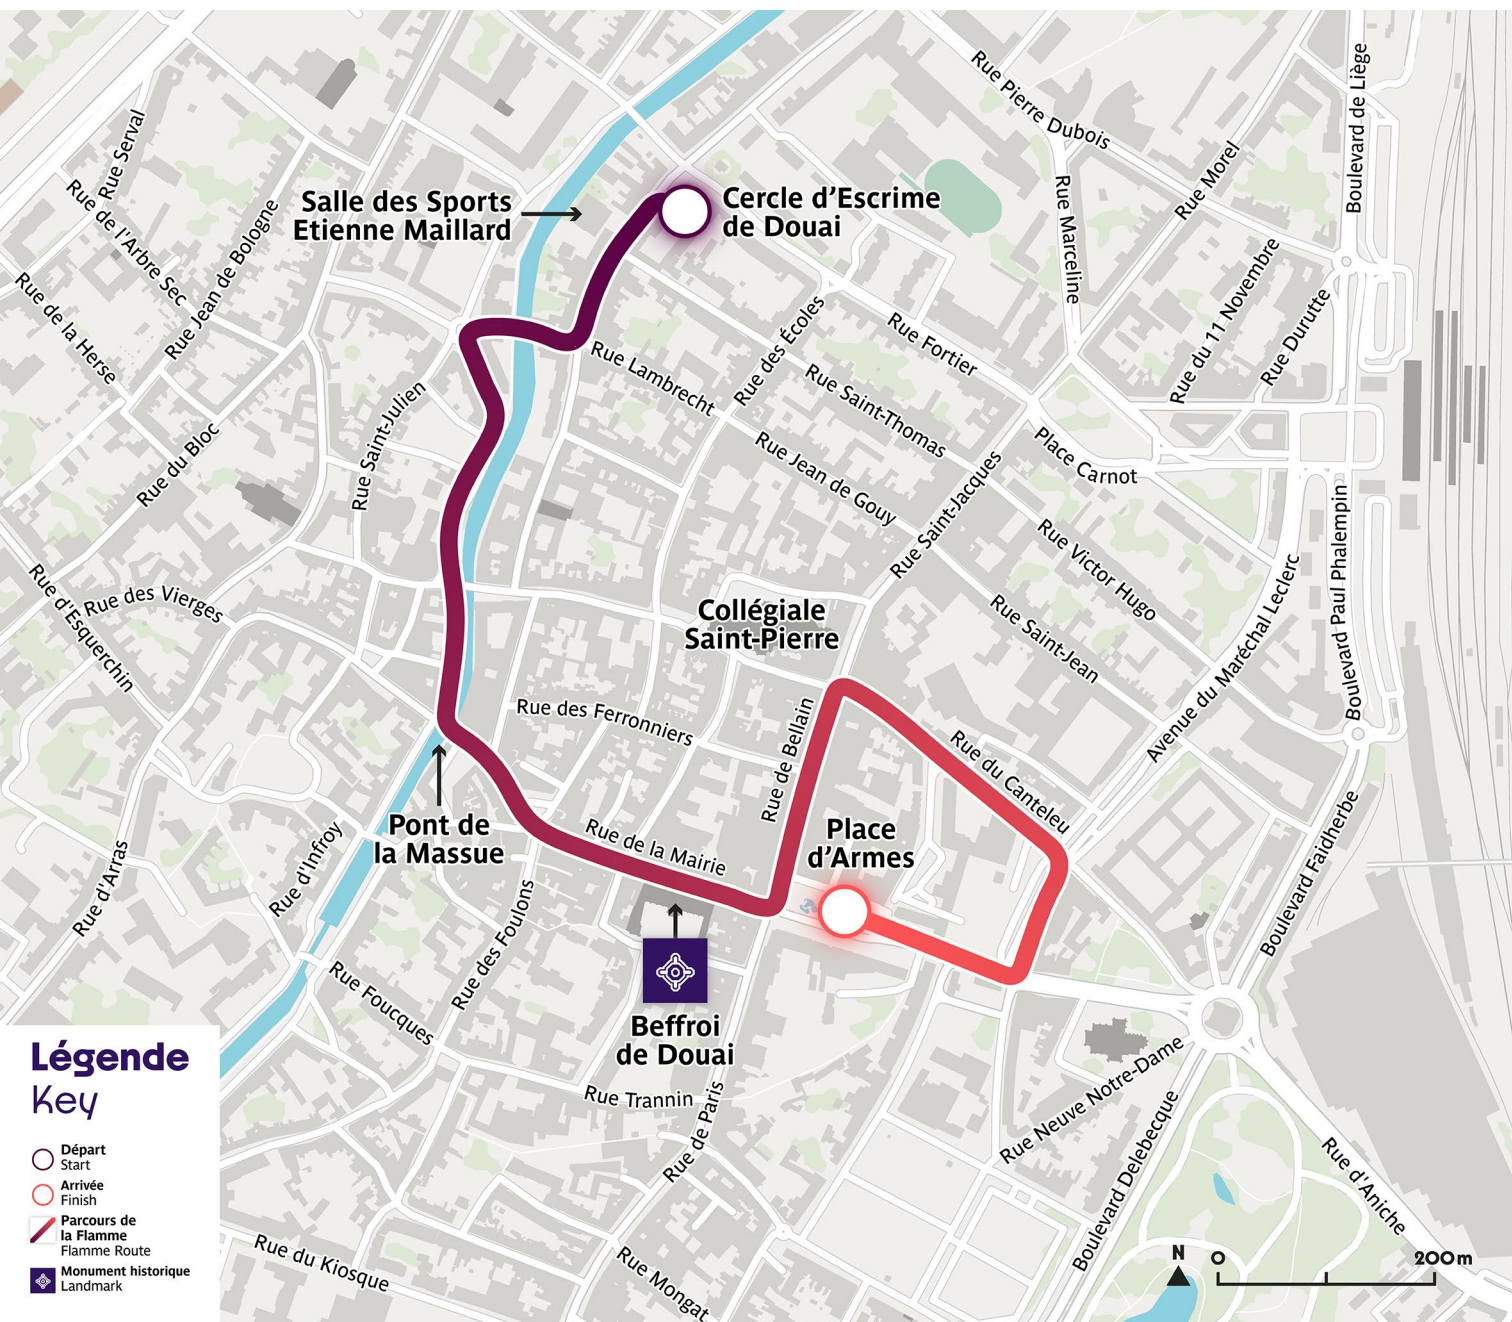 Rue Pierre Dubois
Boulevard de Liège
Rue Serval
Rue Morel
Rue Marceline
Salle des Sports
Etienne Maillard
Cercle d'Escrime
de Douai
Rue de l'Arbre Sec
Rue Jean de Bologne
Rue de la Herse
Rue du 11 Novembre
Rue Durutte
Rue des Écoles
Rue Fortier
Rue Lambrecht
Rue Saint-Thomas
Rue Saint-Julien
Rue du Bloc
Rue Jean de Gouy
Place Carnot
Rue Saint-Jacques
Rue Victor Hugo
Boulevard Paul Phalempin
Rue d'Esquerchin
Rue des Vierges
Collégiale
Saint-Pierre
Rue Saint-Jean
Avenue du Maréchal Leclerc
Rue des Ferronniers
Rue de Bellain
Rue du Canteleu
Pont de
la Massue
Rue de la Mairie
Place
d'Armes
Rue d'Infroy
Rue d'Arras
Boulevard Faidherbe
Rue des Foulons
Rue Foucques
Beffroi
de Douai
Rue Trannin
Rue de Paris
Rue Neuve Notre-Dame
Boulevard Delebecque
Rue d'Aniche
Rue du Kiosque
Rue Mongat
N
0
200m
Légende
Key
Départ
Start
Arrivée
Finish
Parcours de
la Flamme
Flamme Route
Monument historique
Landmark